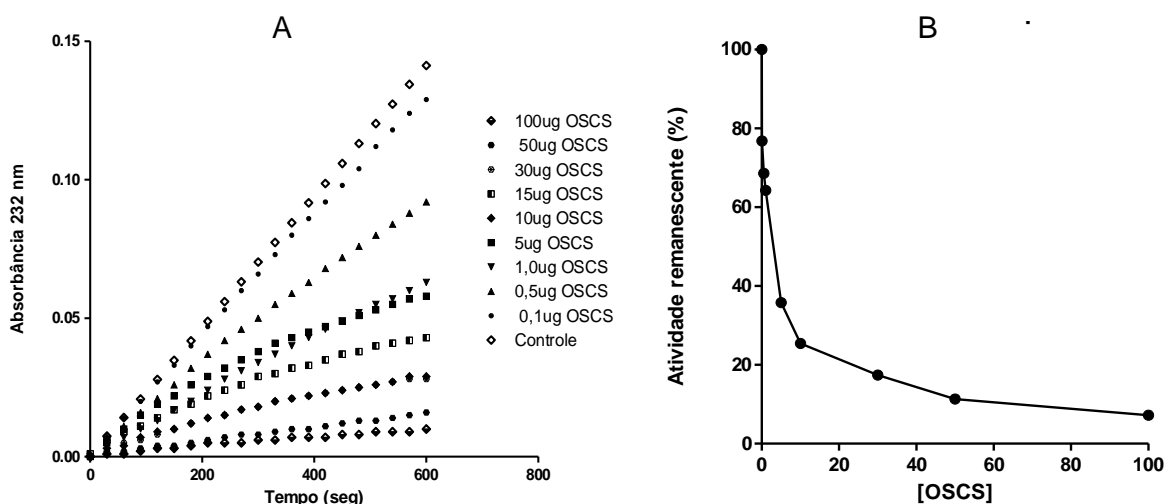 A
0.15
0.10
0.05
0.00
Absorbância 232 nm
0
200
400
600
800
Tempo (seg)
100ug OSCS
50ug OSCS
30ug OSCS
15ug OSCS
10ug OSCS
5ug OSCS
1,0ug OSCS
0,5ug OSCS
0,1ug OSCS
Controle
B
100
80
60
40
20
0
Atividade remanescente (%)
0
20
40
60
80
100
[OSCS]